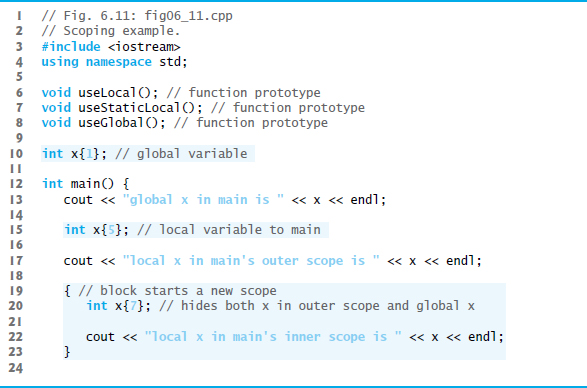 1 // Fig. 6.11: fig06_11.cpp
2 // Scoping example.
3 #include <iostream>
4 using namespace std;
5
6 void useLocal(); // function prototype
7 void useStaticLocal(); // function prototype
8 void useGlobal(); // function prototype
9
10 int x{1}; // global variable
11
12 int main() {
13 cout << "global x in main is " << x << endl;
14
15 int x{5}; // local variable to main
16
17 cout << "local x in main's outer scope is " << x << endl;
18
19 { // block starts a new scope
20 int x{7}; // hides both x in outer scope and global x
21
22 cout << "local x in main's inner scope is " << x << endl;
23 }
24